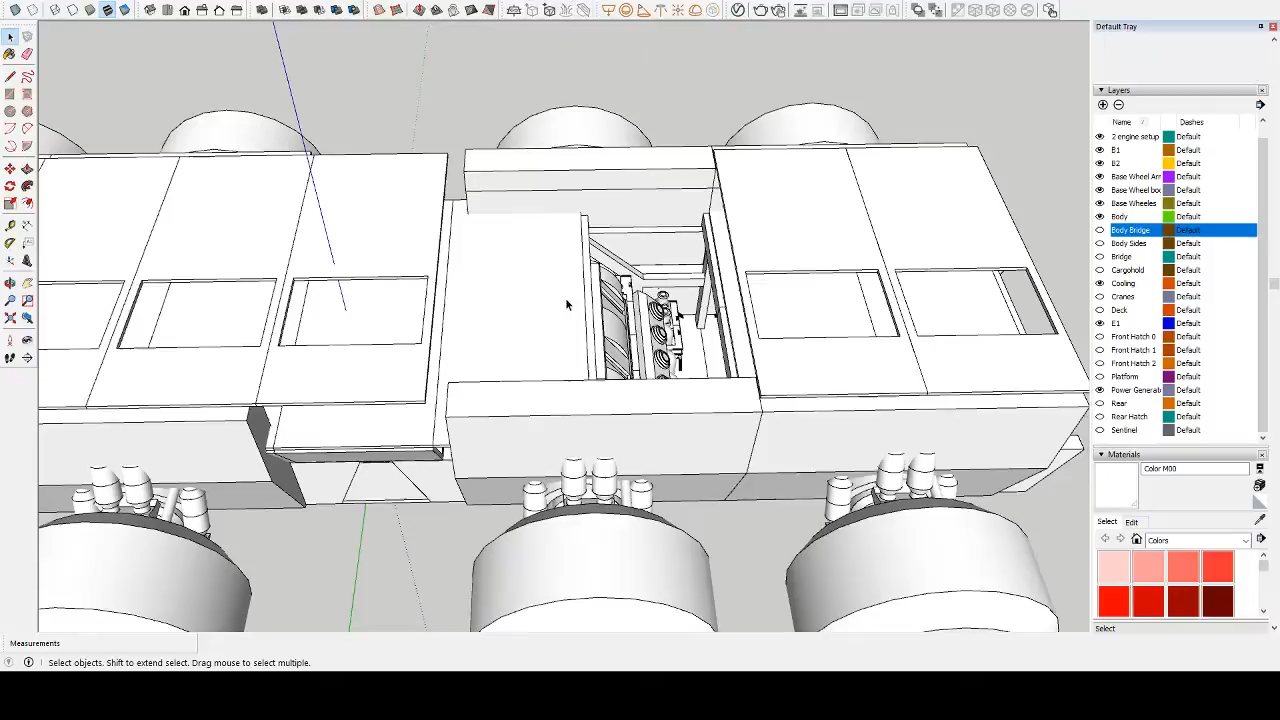 Default Tray
Layers
Name Dashes
2 engine setup Default
B1 Default
B2 Default
Base Wheel Arr Default
Base Wheel boo Default
Base Wheeles Default
Body Default
Body Bridge Default
Body Sides Default
Bridge Default
Cargohold Default
Cooling Default
Cranes Default
Deck Default
E1 Default
Front Hatch 0 Default
Front Hatch 1 Default
Front Hatch 2 Default
Platform Default
Power Generato Default
Rear Default
Rear Hatch Default
Sentinel Default
Materials
Color M00
Select Edit
Colors
Select
Measurements
Select objects. Shift to extend select. Drag mouse to select multiple.